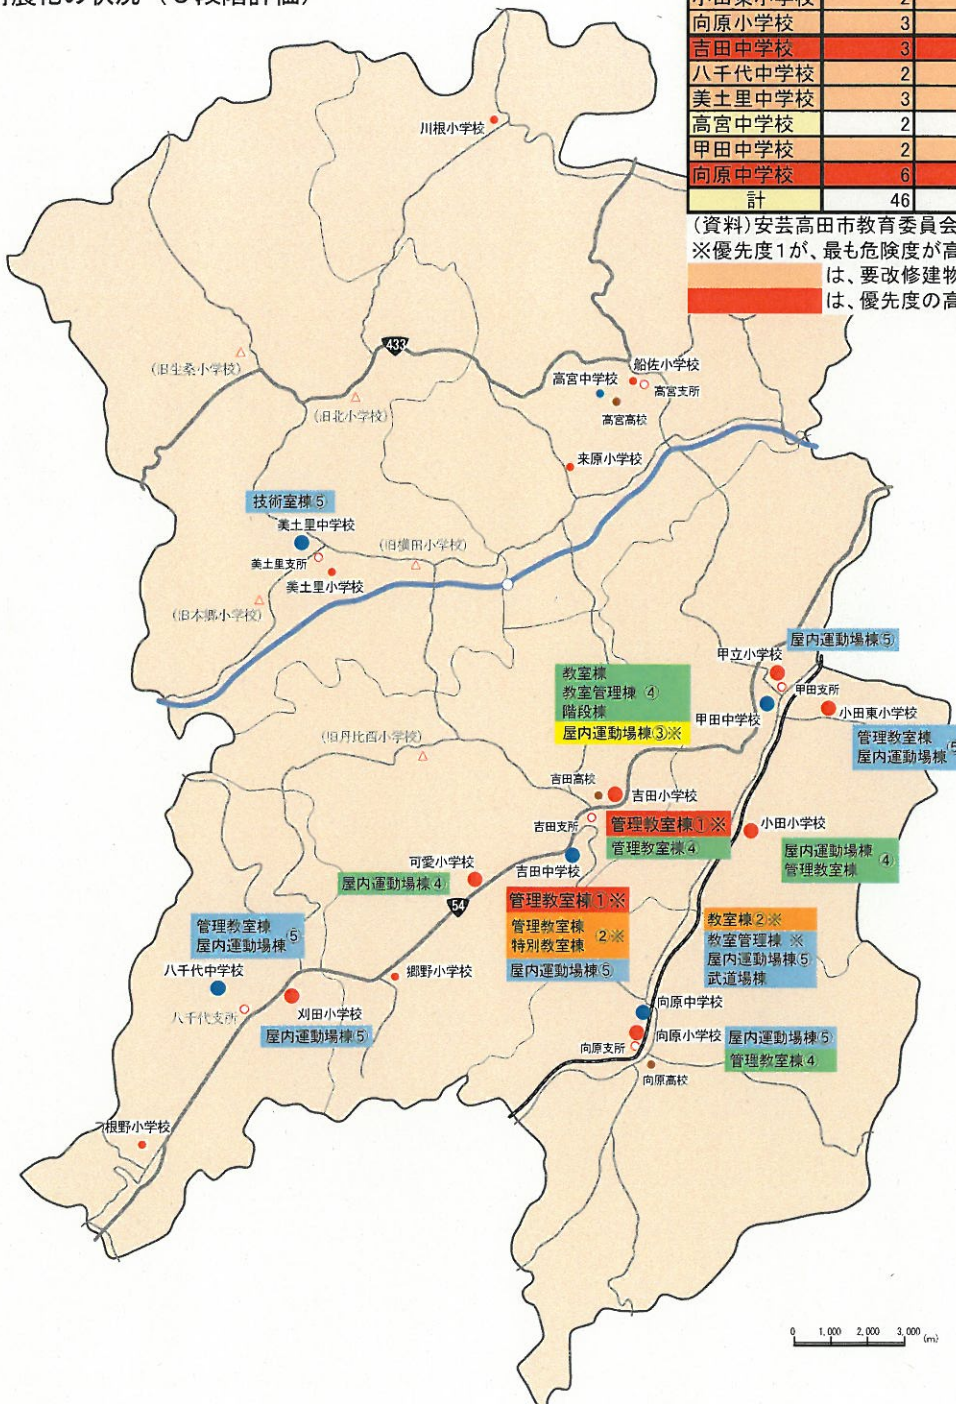 向原小学校 3
吉田中学校 3
八千代中学校 2
美土里中学校 3
高宮中学校 2
甲田中学校 2
向原中学校 6
計 46
(資料)安芸高田市教育委員会
※優先度1が、最も危険度が高
は、要改修建物
は、優先度の高
川根小学校
433
(旧生桑小学校)
船佐小学校
高宮中学校
高宮支所
(旧北小学校)
高宮高校
来原小学校
技術室棟⑤
美土里中学校
(旧横田小学校)
美土里支所
美土里小学校
(旧本郷小学校)
屋内運動場棟⑤
甲立小学校
教室棟
教室管理棟 ④
階段棟
屋内運動場棟③※
甲田支所
甲田中学校
小田東小学校
管理教室棟
屋内運動場棟
(旧丹比西小学校)
吉田高校
吉田小学校
吉田支所
管理教室棟①※
管理教室棟④
小田小学校
屋内運動場棟 ④
管理教室棟
可愛小学校
吉田中学校
屋内運動場棟④
54
管理教室棟①※
管理教室棟
特別教室棟 ②※
屋内運動場棟⑤
教室棟②※
教室管理棟 ※
屋内運動場棟⑤
武道場棟
管理教室棟
屋内運動場棟 ⑤
八千代中学校
郷野小学校
八千代支所
刈田小学校
屋内運動場棟⑤
向原中学校
向原小学校
屋内運動場棟⑤
管理教室棟④
向原支所
向原高校
根野小学校
0 1,000 2,000 3,000 (m)